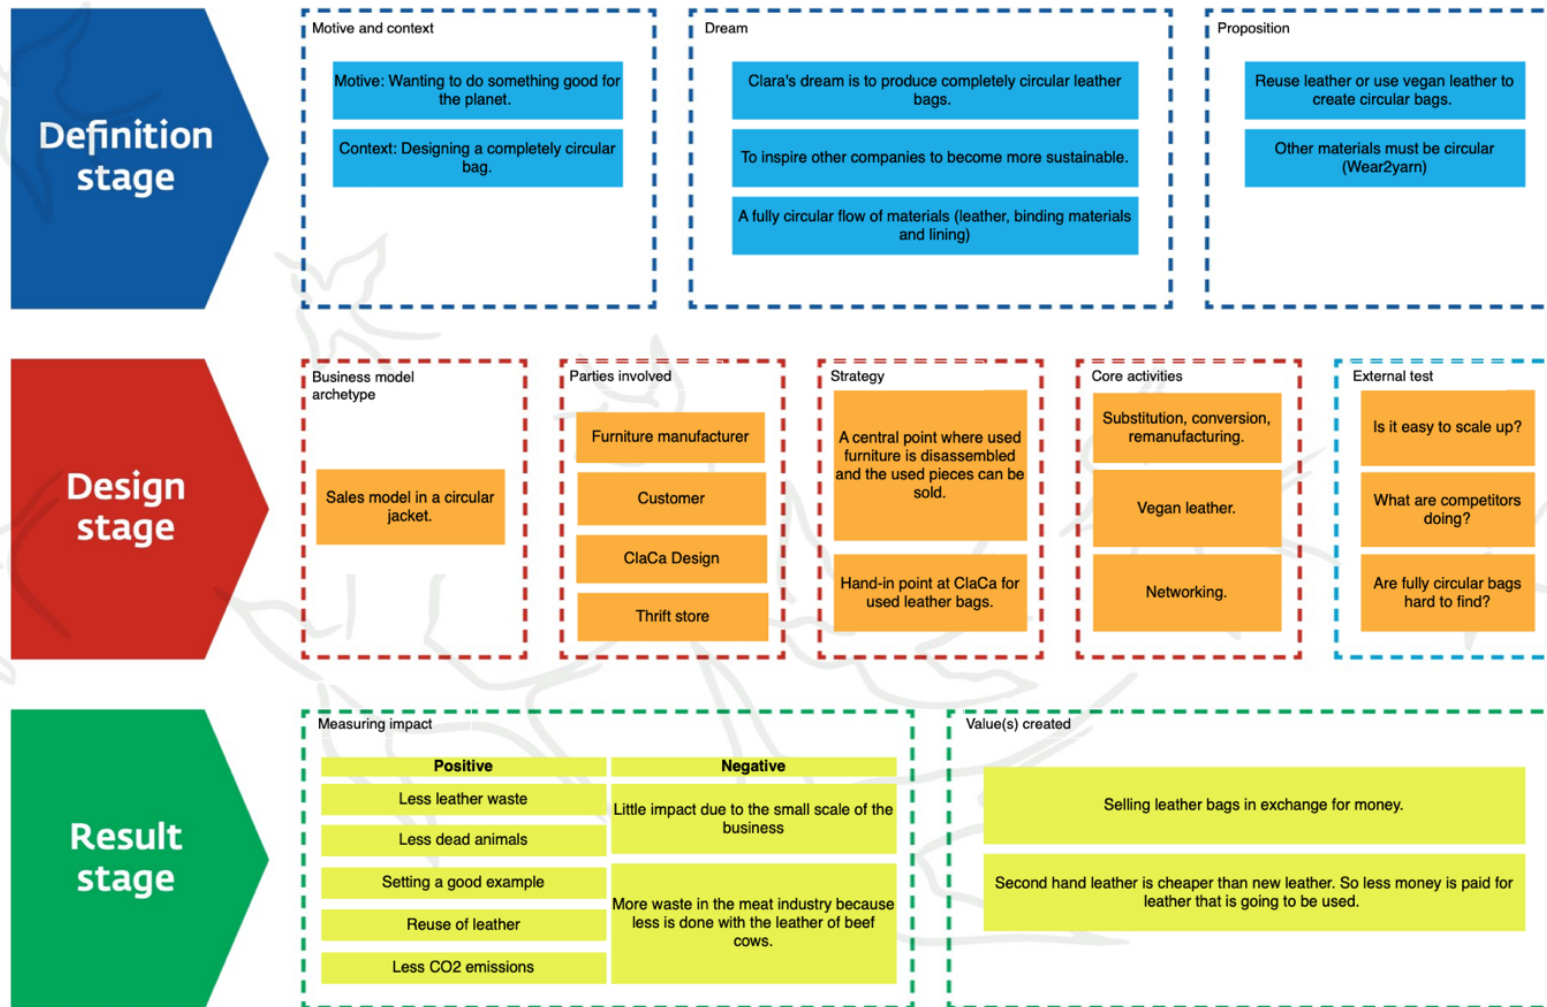 Definition
stage
Motive and context
Motive: Wanting to do something good for
the planet.
Context: Designing a completely circular
bag.
Dream
Clara's dream is to produce completely circular leather
bags.
To inspire other companies to become more sustainable.
A fully circular flow of materials (leather, binding materials
and lining)
Proposition
Reuse leather or use vegan leather to
create circular bags.
Other materials must be circular
(Wear2yarn)
Design
stage
Business model
archetype
Sales model in a circular
jacket.
Parties involved
Furniture manufacturer
Customer
ClaCa Design
Thrift store
Strategy
A central point where used
furniture is disassembled
and the used pieces can be
sold.
Hand-in point at ClaCa for
used leather bags.
Core activities
Substitution, conversion,
remanufacturing.
Vegan leather.
Networking.
External test
Is it easy to scale up?
What are competitors
doing?
Are fully circular bags
hard to find?
Result
stage
Measuring impact
Positive
Less leather waste
Less dead animals
Setting a good example
Reuse of leather
Less CO2 emissions
Negative
Little impact due to the small scale of the
business
More waste in the meat industry because
less is done with the leather of beef
cows.
Value(s) created
Selling leather bags in exchange for money.
Second hand leather is cheaper than new leather. So less money is paid for
leather that is going to be used.